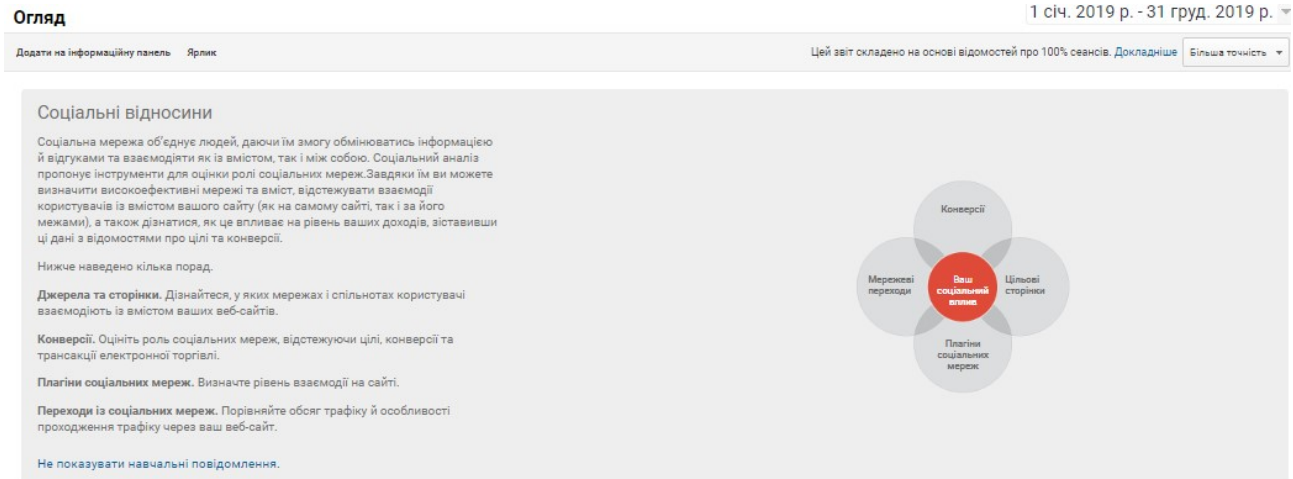 Огляд
1 січ. 2019 р. - 31 груд. 2019 р.
Додати на інформаційну панель Ярлик
Цей звіт складено на основі відомостей про 100% сеансів. Докладніше Більша точність
Соціальні відносини
Соціальна мережа об'єднує людей, даючи їм змогу обмінюватись інформацією
й відгуками та взаємодіяти як із вмістом, так і між собою. Соціальний аналіз
пропонує інструменти для оцінки ролі соціальних мереж.Завдяки їм ви можете
визначити високоефективні мережі та вміст, відстежувати взаємодії
користувачів із вмістом вашого сайту (як на самому сайті, так і за його
межами), а також дізнатися, як це впливає на рівень ваших доходів, зіставивши
ці дані з відомостями про цілі та конверсії.
Нижче наведено кілька порад.
Джерела та сторінки. Дізнайтеся, у яких мережах і спільнотах користувачі
взаємодіють із вмістом ваших веб-сайтів.
Конверсії. Оцініть роль соціальних мереж, відстежуючи цілі, конверсії та
трансакції електронної торгівлі.
Плагіни соціальних мереж. Визначте рівень взаємодії на сайті.
Переходи із соціальних мереж. Порівняйте обсяг трафіку й особливості
проходження трафіку через ваш веб-сайт.
Не показувати навчальні повідомлення.
Конверсії
Мережеві
переходи
Ваш
соціальний
вплив
Цільові
сторінки
Плагіни
соціальних
мереж